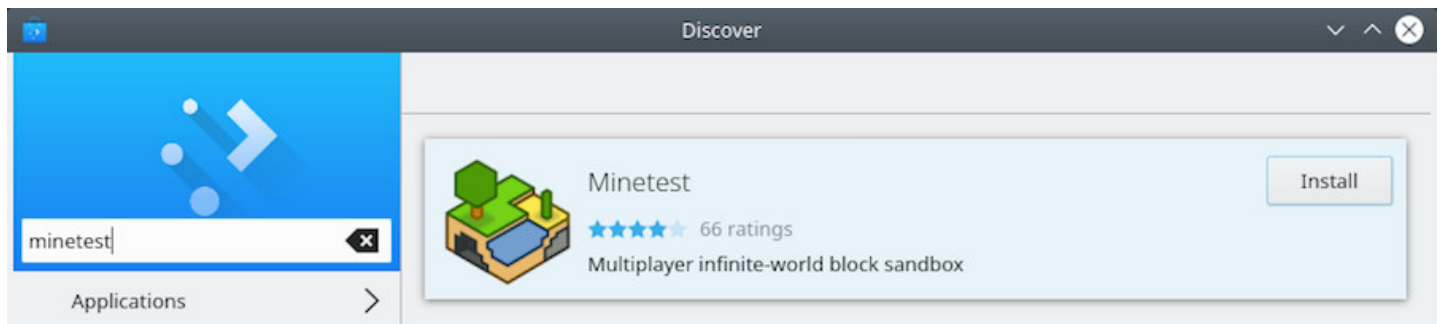 Discover
minetest
Applications
Minetest
Install
66 ratings
Multiplayer infinite-world block sandbox